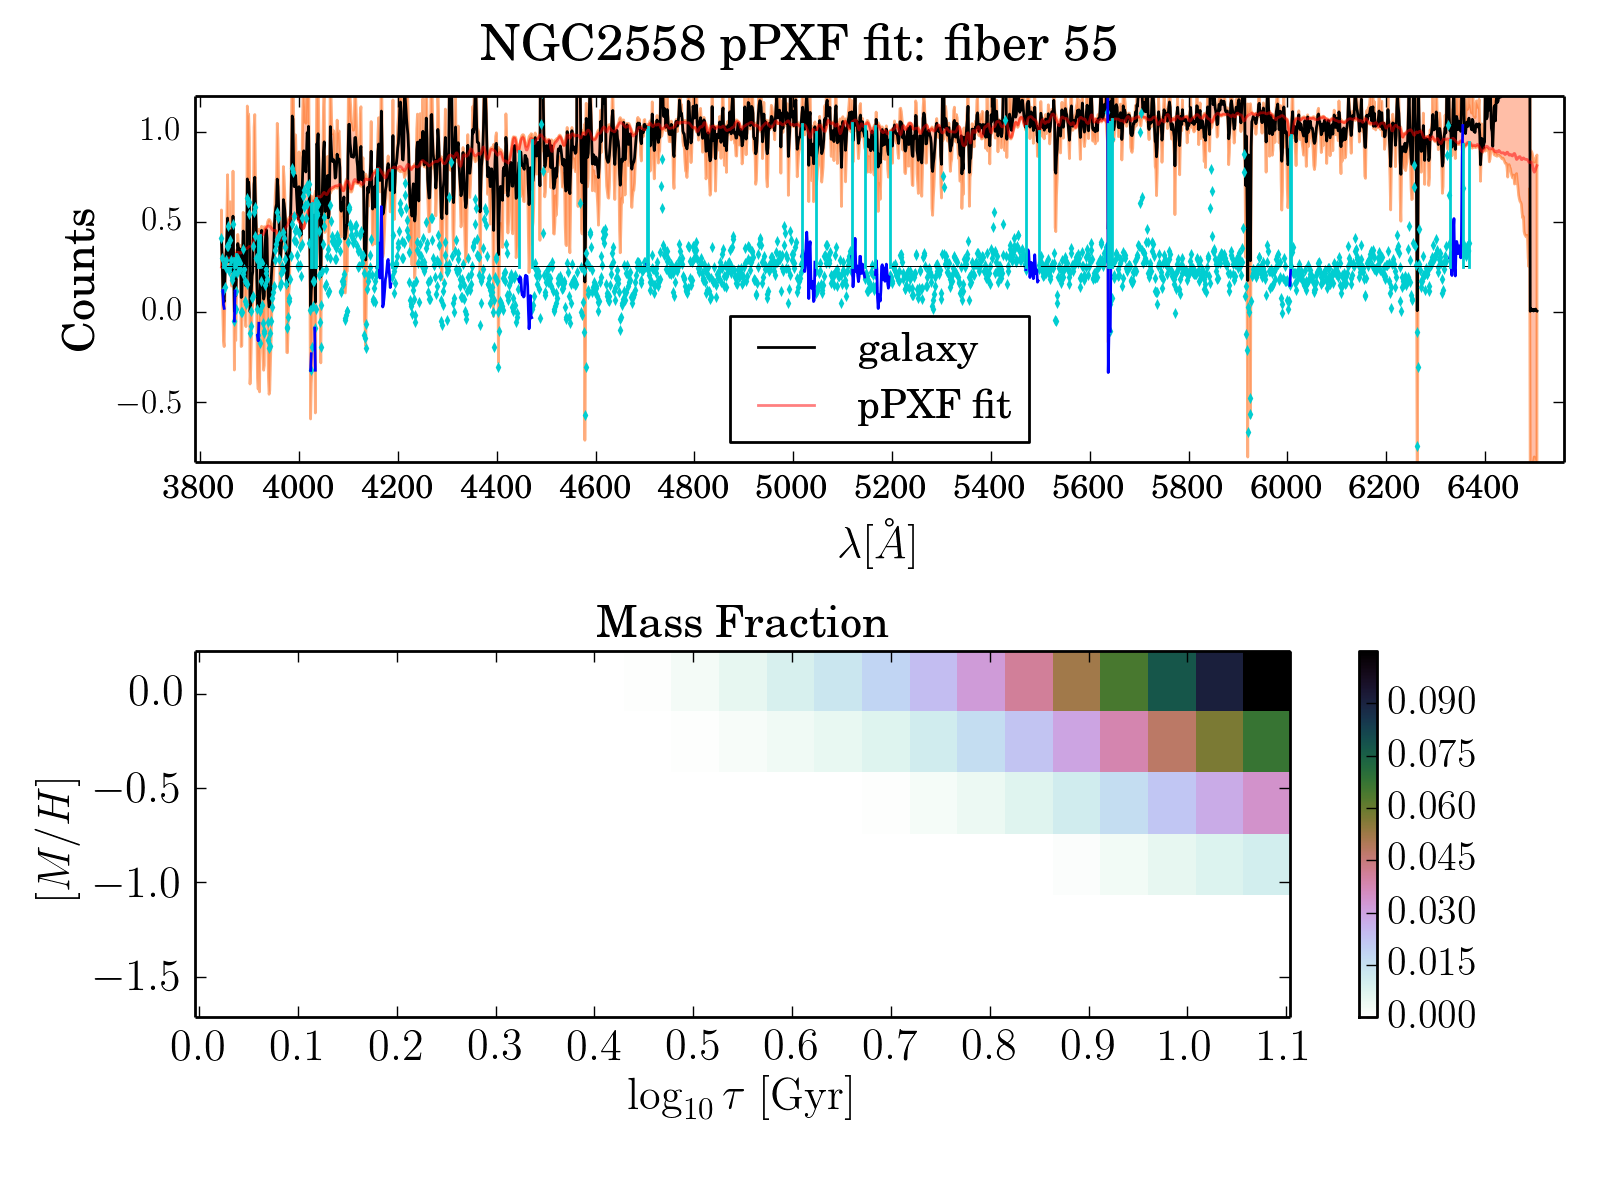 NGC2558 pPXF fit: fiber 55
Counts
1.0
0.5
0.0
−0.5
galaxy
pPXF fit
3800 4000 4200 4400 4600 4800 5000 5200 5400 5600 5800 6000 6200 6400
λ[Å]
Mass Fraction
[M/H]
0.0
−0.5
−1.0
−1.5
0.0 0.1 0.2 0.3 0.4 0.5 0.6 0.7 0.8 0.9 1.0 1.1
log₁₀ τ [Gyr]
0.090
0.075
0.060
0.045
0.030
0.015
0.000